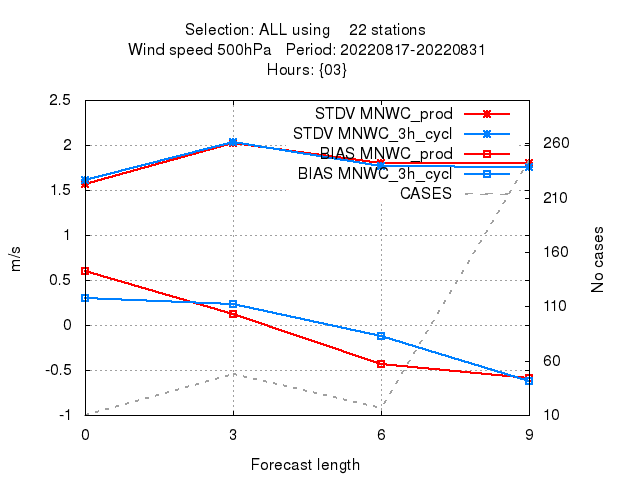 Selection: ALL using    22 stations
Wind speed 500hPa   Period: 20220817-20220831
Hours: {03}
STDV MNWC_prod
STDV MNWC_3h_cycl
BIAS MNWC_prod
BIAS MNWC_3h_cycl
CASES
2.5
2
1.5
1
0.5
0
-0.5
-1
m/s
260
210
160
110
60
10
No cases
0 3 6 9
Forecast length